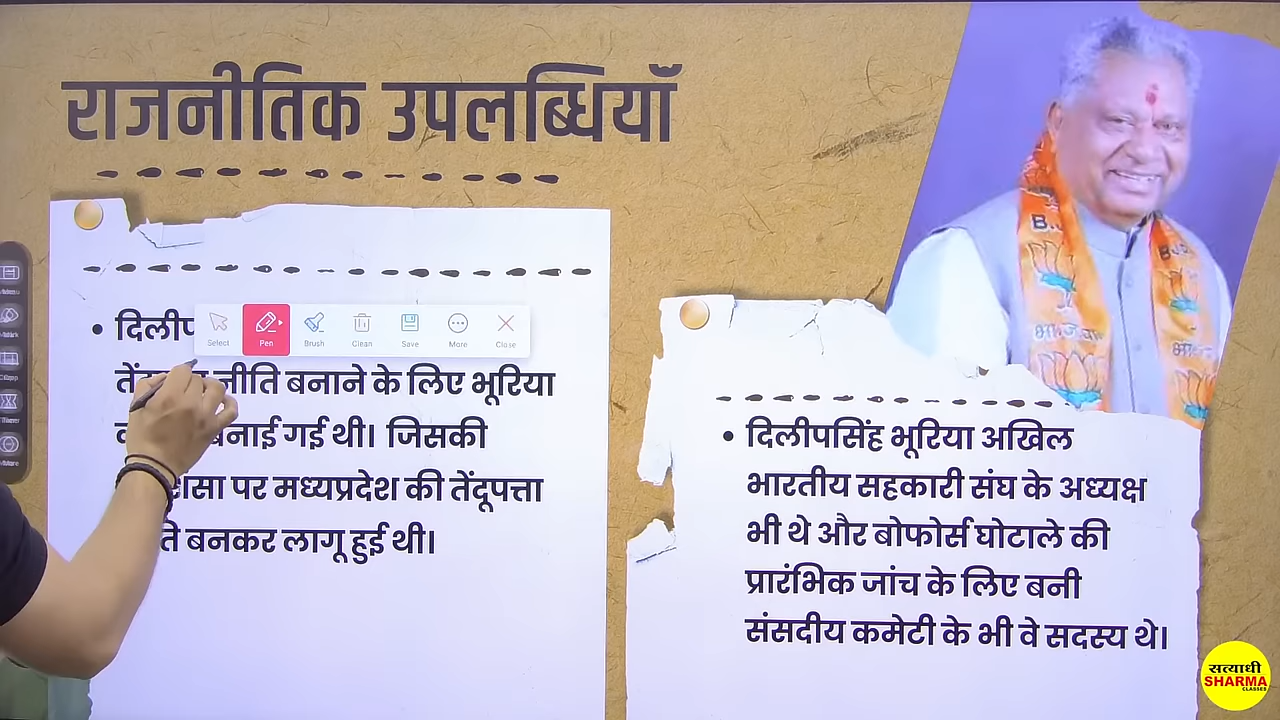 राजनीतिक उपलब्धियाँ
• दिलीप
नीति बनाने के लिए भूरिया
बनाई गई थी। जिसकी
पर मध्यप्रदेश की तेंदूपत्ता
बनकर लागू हुई थी।
Select Pen Brush Clean Save More Close
• दिलीपसिंह भूरिया अखिल
भारतीय सहकारी संघ के अध्यक्ष
भी थे और बोफोर्स घोटाले की
प्रारंभिक जांच के लिए बनी
संसदीय कमेटी के भी वे सदस्य थे।
सत्याधी
SHARMA
CLASSES